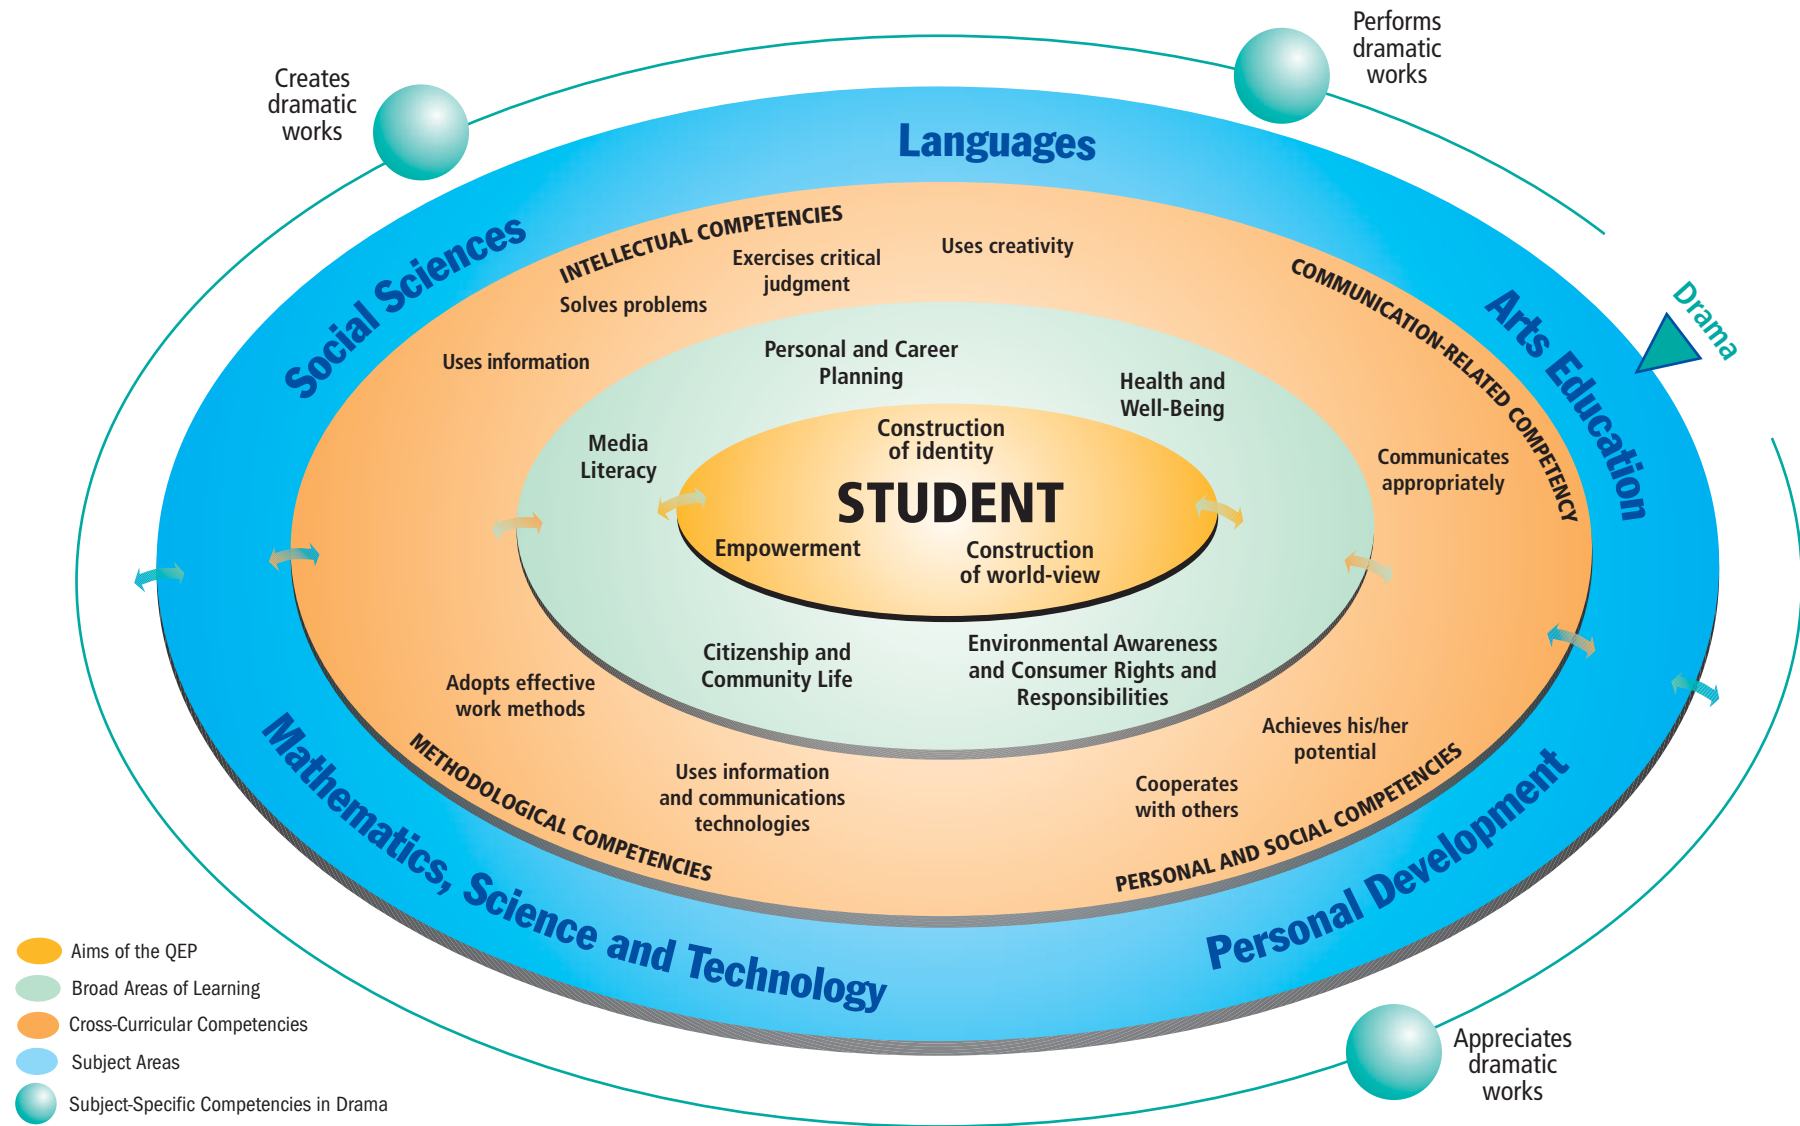 Performs
dramatic
works
Creates
dramatic
works
Languages
Social Sciences
Arts Education
Drama
INTELLECTUAL COMPETENCIES
Exercises critical
judgment
Uses creativity
Solves problems
Uses information
COMMUNICATION-RELATED COMPETENCY
Communicates
appropriately
Personal and Career
Planning
Health and
Well-Being
Media
Literacy
Construction
of identity
STUDENT
Empowerment
Construction
of world-view
Citizenship and
Community Life
Environmental Awareness
and Consumer Rights and
Responsibilities
Adopts effective
work methods
Uses information
and communications
technologies
METHODOLOGICAL COMPETENCIES
Achieves his/her
potential
Cooperates
with others
PERSONAL AND SOCIAL COMPETENCIES
Mathematics, Science and Technology
Personal Development
Appreciates
dramatic
works
Aims of the QEP
Broad Areas of Learning
Cross-Curricular Competencies
Subject Areas
Subject-Specific Competencies in Drama